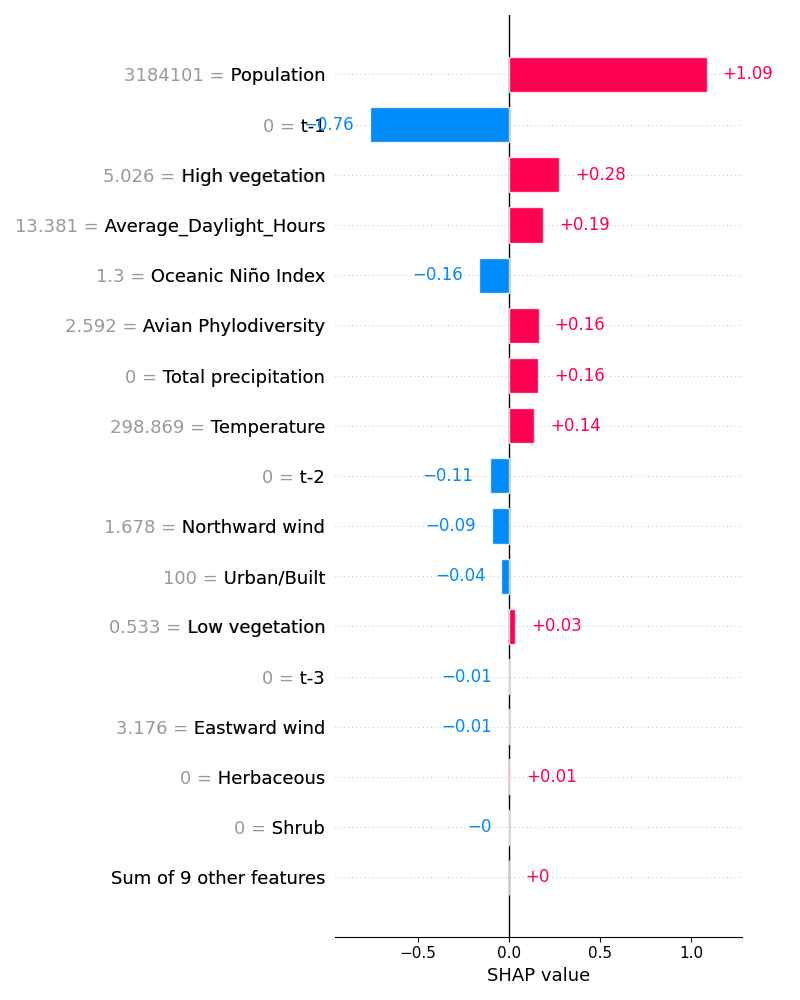 3184101 = Population +1.09
0 = t-1 −0.76
5.026 = High vegetation +0.28
13.381 = Average_Daylight_Hours +0.19
1.3 = Oceanic Niño Index −0.16
2.592 = Avian Phylodiversity +0.16
0 = Total precipitation +0.16
298.869 = Temperature +0.14
0 = t-2 −0.11
1.678 = Northward wind −0.09
100 = Urban/Built −0.04
0.533 = Low vegetation +0.03
0 = t-3 −0.01
3.176 = Eastward wind −0.01
0 = Herbaceous +0.01
0 = Shrub −0
Sum of 9 other features +0
−0.5 0.0 0.5 1.0
SHAP value